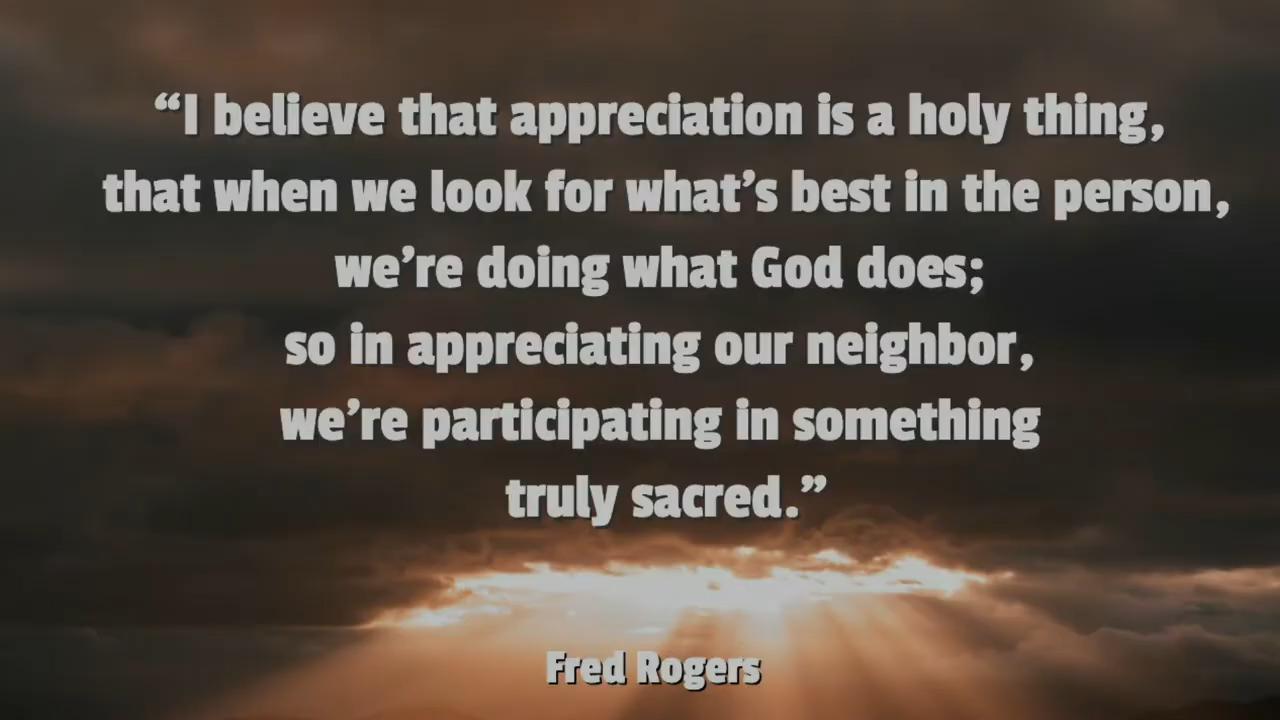 “I believe that appreciation is a holy thing,
that when we look for what’s best in the person,
we’re doing what God does;
so in appreciating our neighbor,
we’re participating in something
truly sacred.”
Fred Rogers